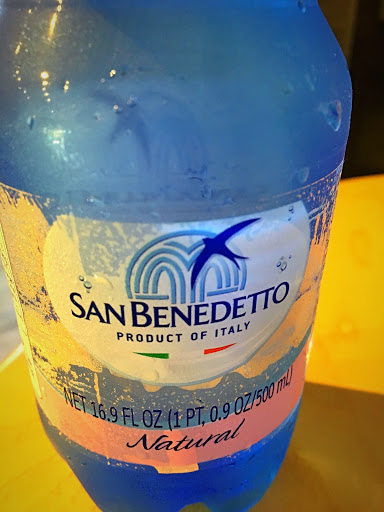 SAN BENEDETTO
PRODUCT OF ITALY
NET 16.9 FL OZ (1 PT, 0.9 OZ/500 mL)
Natural